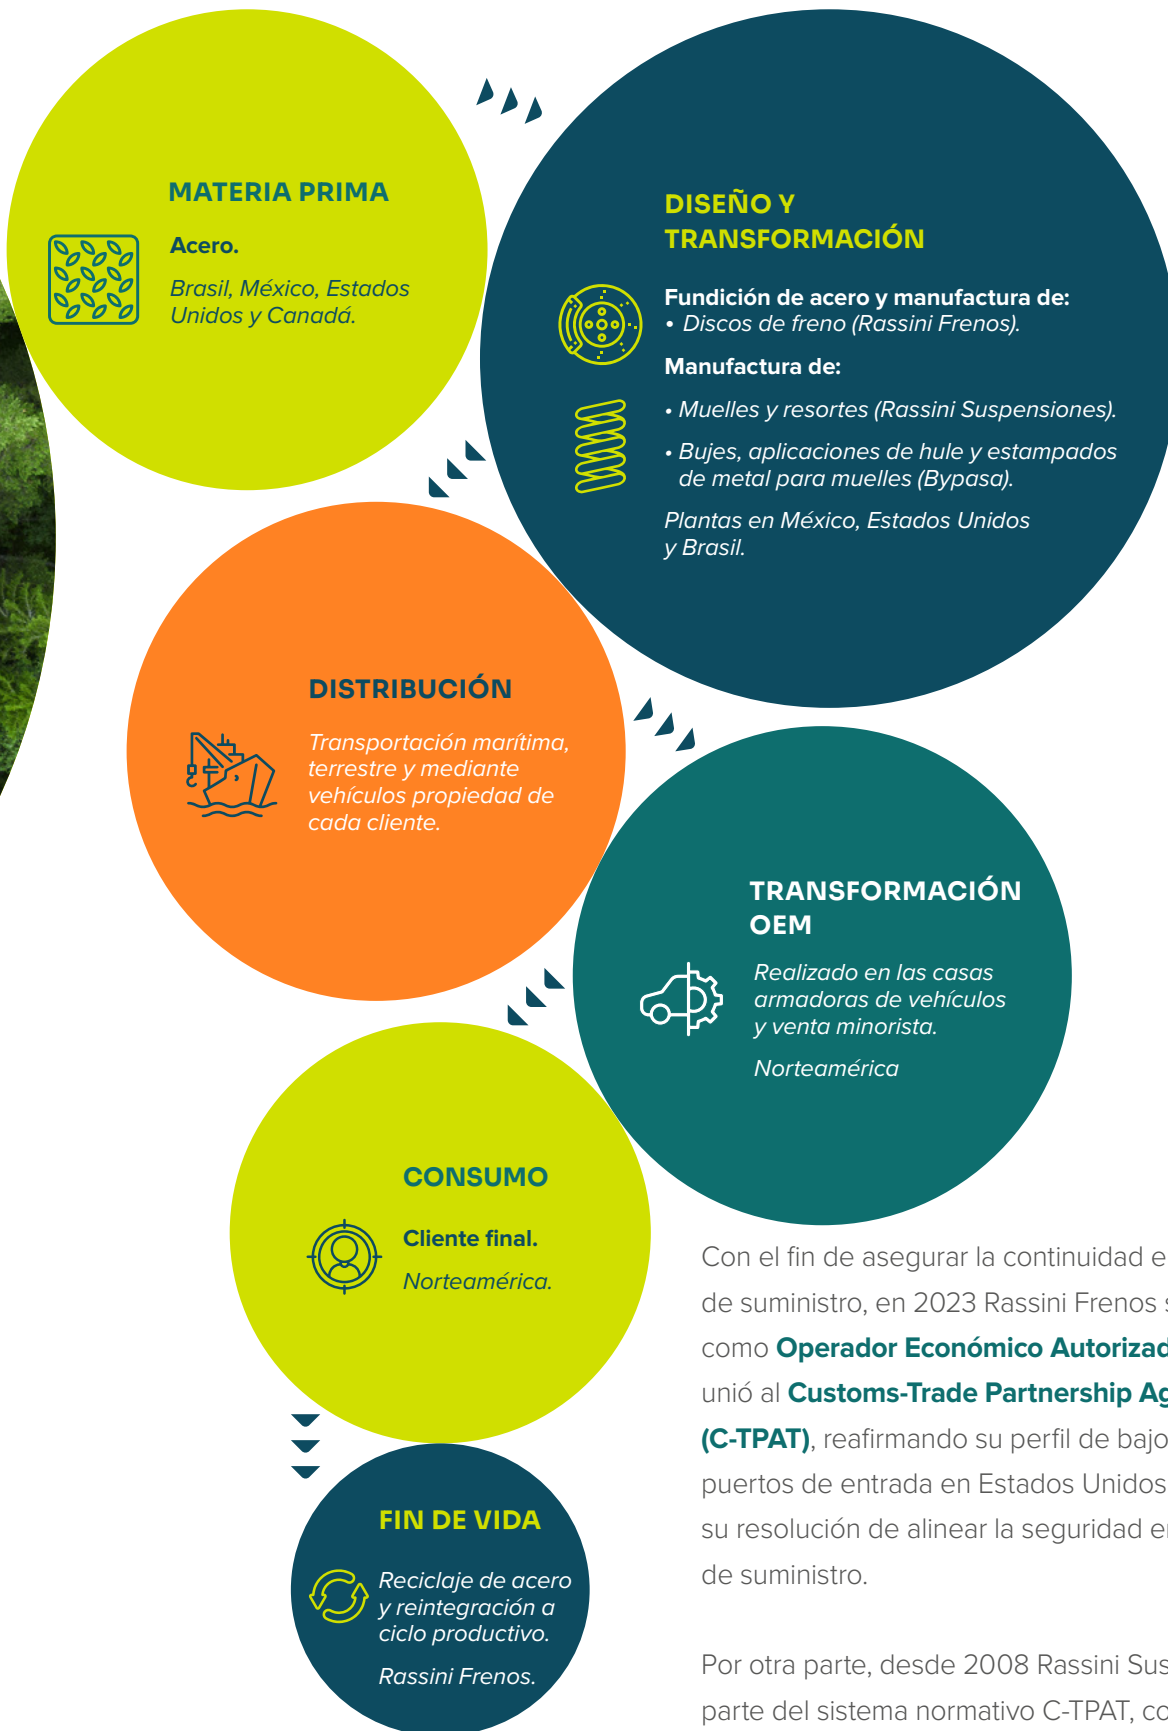 MATERIA PRIMA
Acero.
Brasil, México, Estados
Unidos y Canadá.
DISEÑO Y
TRANSFORMACIÓN
Fundición de acero y manufactura de:
• Discos de freno (Rassini Frenos).
Manufactura de:
• Muelles y resortes (Rassini Suspensiones).
• Bujes, aplicaciones de hule y estampados
de metal para muelles (Bypasa).
Plantas en México, Estados Unidos
y Brasil.
DISTRIBUCIÓN
Transportación marítima,
terrestre y mediante
vehículos propiedad de
cada cliente.
TRANSFORMACIÓN
OEM
Realizado en las casas
armadoras de vehículos
y venta minorista.
Norteamérica
CONSUMO
Cliente final.
Norteamérica.
FIN DE VIDA
Reciclaje de acero
y reintegración a
ciclo productivo.
Rassini Frenos.
Con el fin de asegurar la continuidad
de suministro, en 2023 Rassini Frenos
como Operador Económico
unió al Customs-Trade Partnership
(C-TPAT), reafirmando su perfil de bajo
puertos de entrada en Estados Unidos
su resolución de alinear la seguridad
de suministro.
Por otra parte, desde 2008 Rassini
parte del sistema normativo C-TPAT,